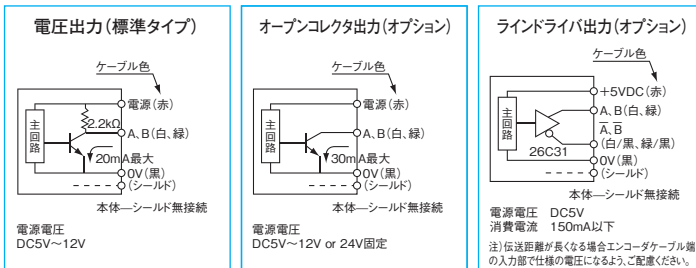 電圧出力(標準タイプ)
ケーブル色
電源(赤)
2.2kΩ
主回路
A、B(白、緑)
20mA最大
0V(黒)
(シールド)
本体―シールド無接続
電源電圧
DC5V～12V
オープンコレクタ出力(オプション)
ケーブル色
電源(赤)
主回路
A、B(白、緑)
30mA最大
0V(黒)
(シールド)
本体―シールド無接続
電源電圧
DC5V～12V or 24V固定
ラインドライバ出力(オプション)
ケーブル色
+5VDC(赤)
主回路
A、B(白、緑)
A̅、B̅
(白/黒、緑/黒)
26C31
0V(黒)
(シールド)
本体―シールド無接続
電源電圧 DC5V
消費電流 150mA以下
注)伝送距離が長くなる場合エンコーダケーブル端
の入力部で仕様の電圧になるよう、ご配慮ください。